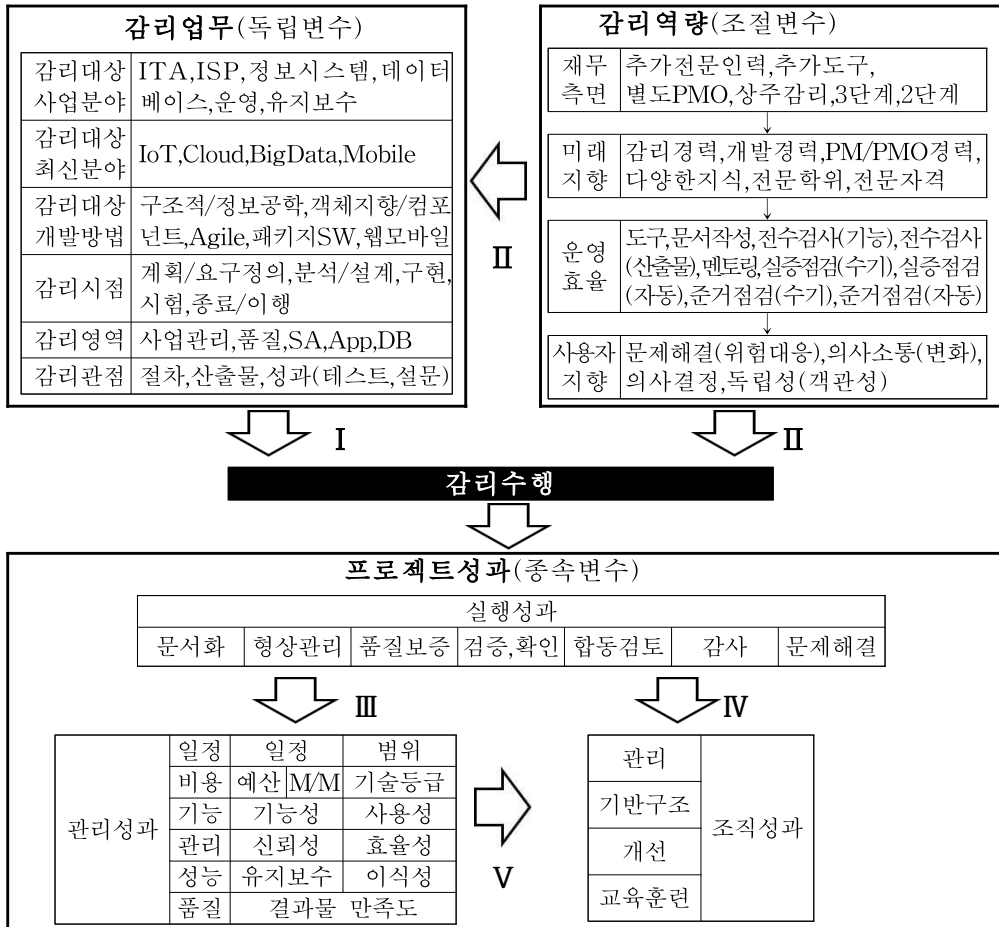 감리업무(독립변수)
감리대상 사업분야
ITA,ISP,정보시스템,데이터
베이스,운영,유지보수
감리대상 최신분야
IoT,Cloud,BigData,Mobile
감리대상 개발방법
구조적/정보공학,객체지향/컴포
넌트,Agile,패키지SW,웹모바일
감리시점
계획/요구정의,분석/설계,구현,
시험,종료/이행
감리영역
사업관리,품질,SA,App,DB
감리관점
절차,산출물,성과(테스트,설문)
감리역량(조절변수)
재무 측면
추가전문인력,추가도구,
별도PMO,상주감리,3단계,2단계
미래 지향
감리경력,개발경력,PM/PMO경력,
다양한지식,전문학위,전문자격
운영 효율
도구,문서작성,전수검사(기능),전수검사
(산출물),멘토링,실증점검(수기),실증점검
(자동),준거점검(수기),준거점검(자동)
사용자 지향
문제해결(위험대응),의사소통(변화),
의사결정,독립성(객관성)
Ⅱ
Ⅰ
Ⅱ
감리수행
프로젝트성과(종속변수)
실행성과
문서화 형상관리 품질보증 검증,확인 합동검토 감사 문제해결
Ⅲ
Ⅳ
관리성과
일정 일정 범위
비용 예산 M/M 기술등급
기능 기능성 사용성
관리 신뢰성 효율성
성능 유지보수 이식성
품질 결과물 만족도
Ⅴ
관리
기반구조
개선
교육훈련
조직성과